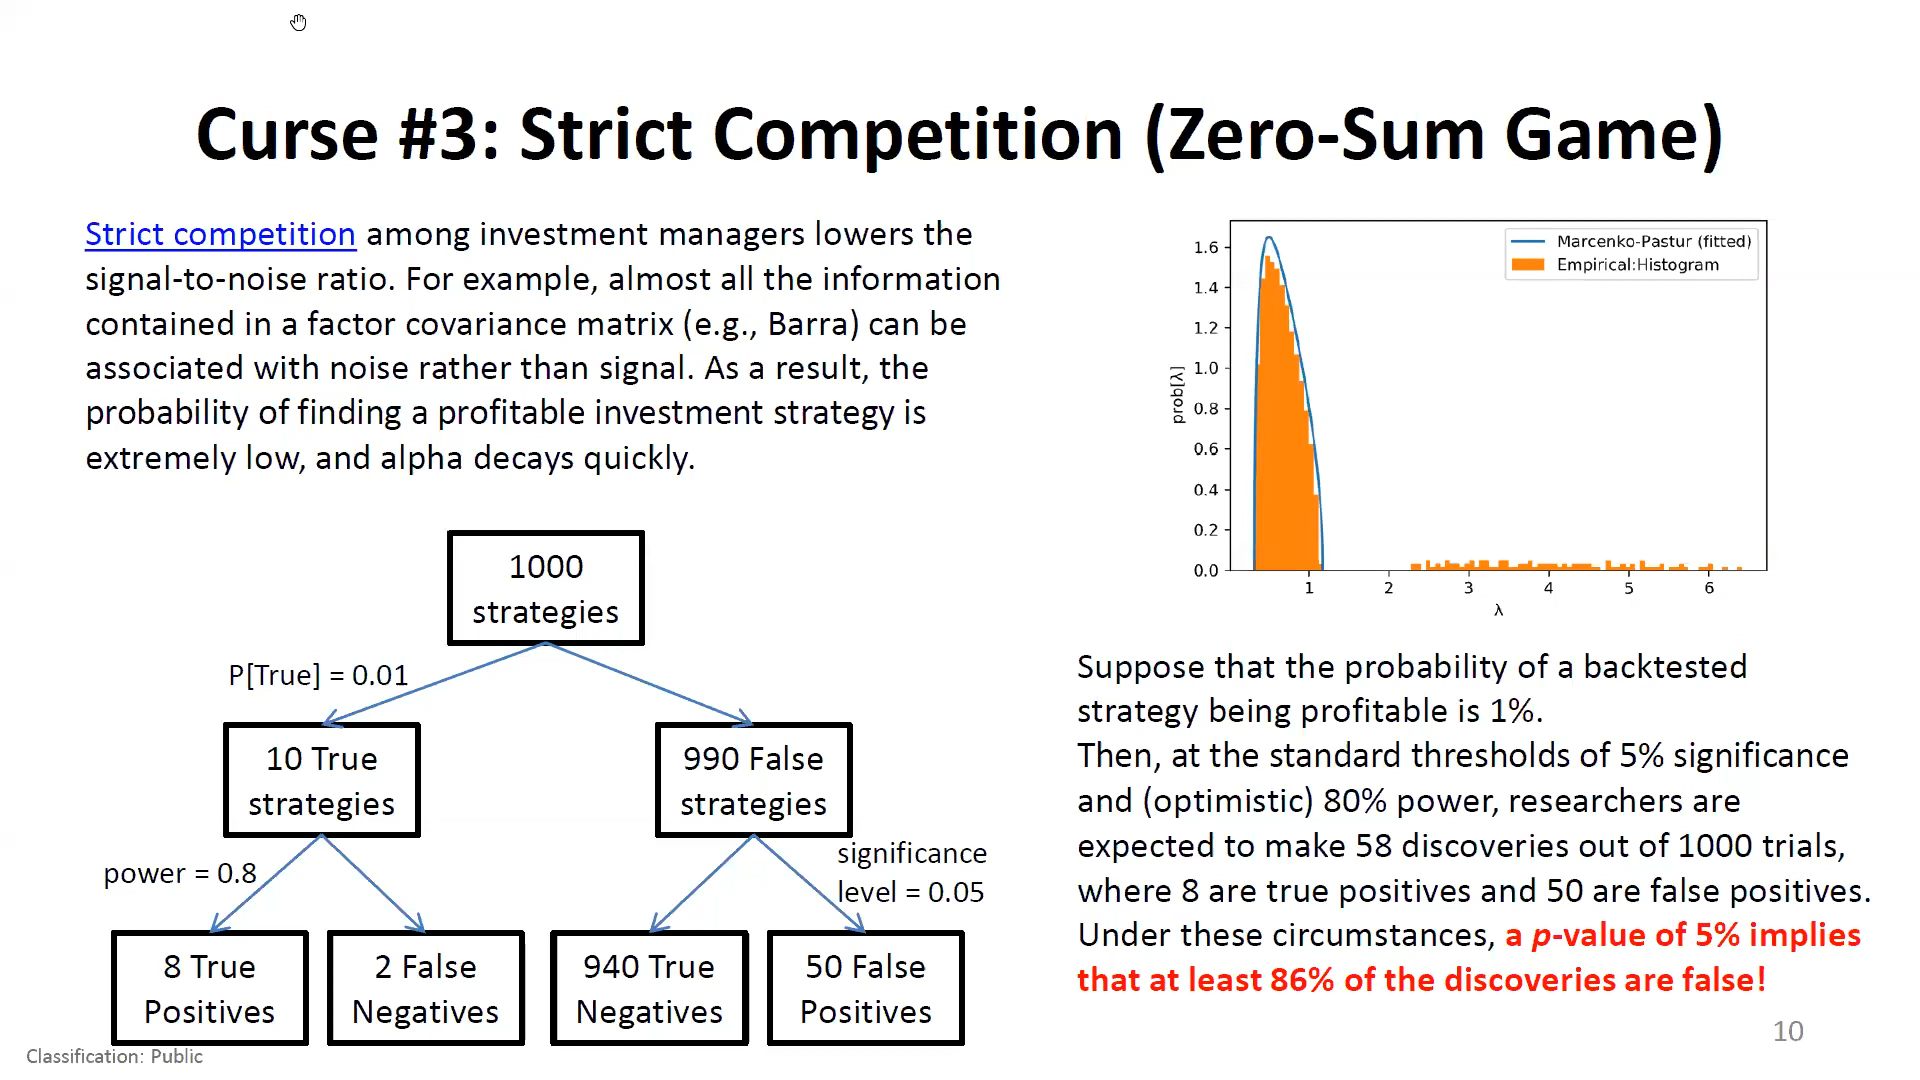 Curse #3: Strict Competition (Zero-Sum Game)
Strict competition among investment managers lowers the
signal-to-noise ratio. For example, almost all the information
contained in a factor covariance matrix (e.g., Barra) can be
associated with noise rather than signal. As a result, the
probability of finding a profitable investment strategy is
extremely low, and alpha decays quickly.
1000
strategies
P[True] = 0.01
10 True
strategies
990 False
strategies
power = 0.8
significance
level = 0.05
8 True
Positives
2 False
Negatives
940 True
Negatives
50 False
Positives
Marcenko-Pastur (fitted)
Empirical:Histogram
prob[λ]
1.6
1.4
1.2
1.0
0.8
0.6
0.4
0.2
0.0
1 2 3 4 5 6
λ
Suppose that the probability of a backtested
strategy being profitable is 1%.
Then, at the standard thresholds of 5% significance
and (optimistic) 80% power, researchers are
expected to make 58 discoveries out of 1000 trials,
where 8 are true positives and 50 are false positives.
Under these circumstances, a p-value of 5% implies
that at least 86% of the discoveries are false!
10
Classification: Public